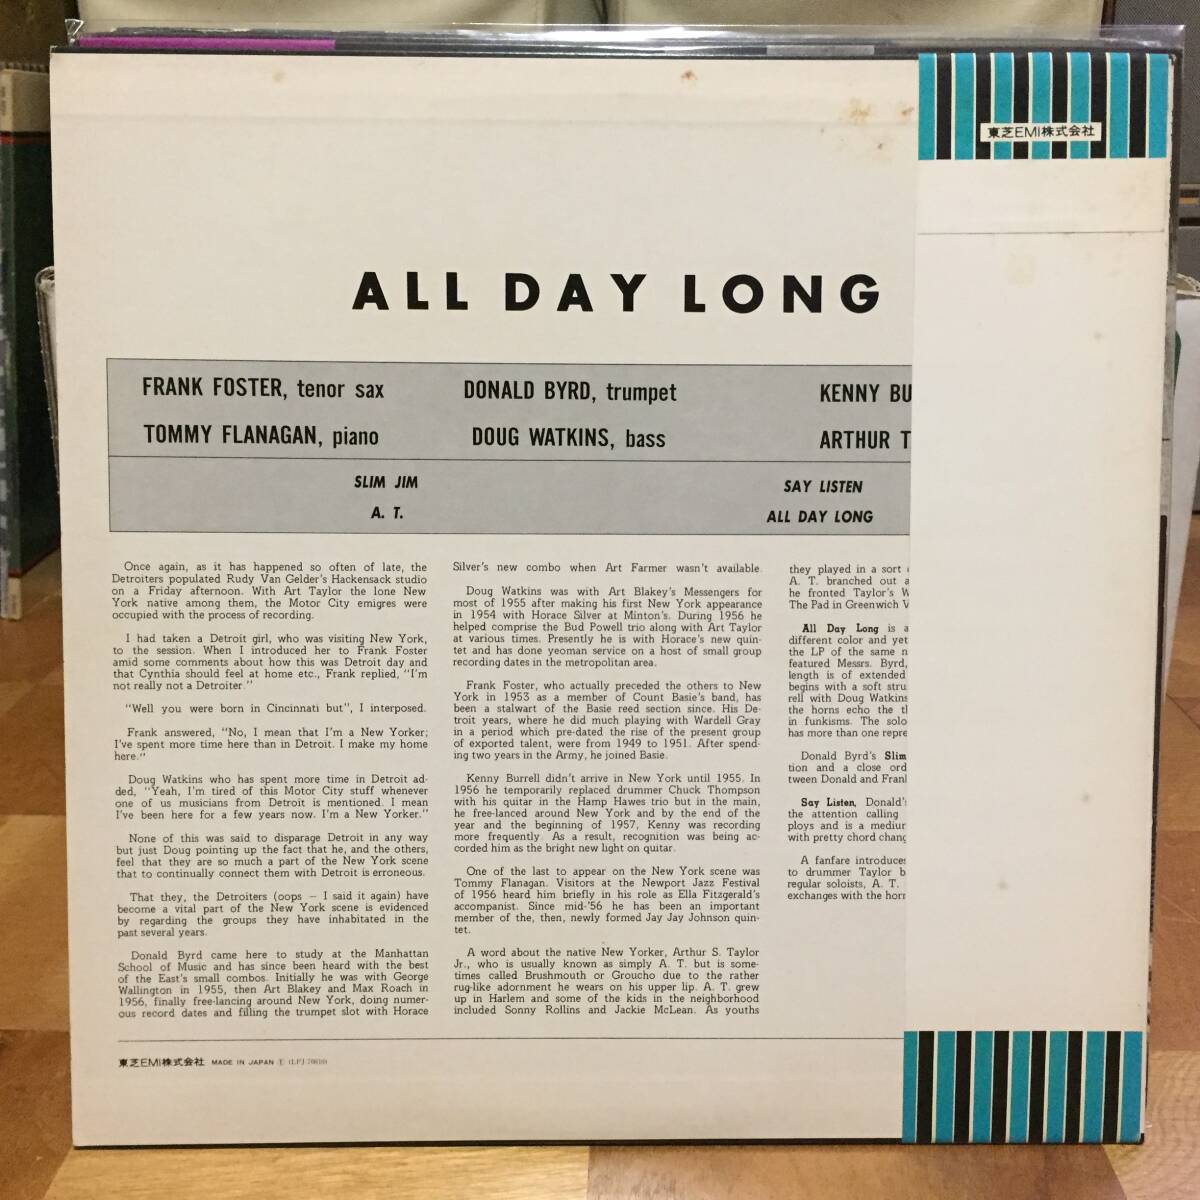 東芝EMI株式会社
ALL DAY LONG
FRANK FOSTER, tenor sax
DONALD BYRD, trumpet
KENNY BU
TOMMY FLANAGAN, piano
DOUG WATKINS, bass
ARTHUR T
SLIM JIM
SAY LISTEN
A. T.
ALL DAY LONG
Once again, as it has happened so often of late, the
Detroiters populated Rudy Van Gelder's Hackensack studio
on a Friday afternoon. With Art Taylor the lone New
York native among them, the Motor City emigres were
occupied with the process of recording.
I had taken a Detroit girl, who was visiting New York,
to the session. When I introduced her to Frank Foster
amid some comments about how this was Detroit day and
that Cynthia should feel at home etc., Frank replied, "I'm
not really not a Detroiter."
"Well you were born in Cincinnati but", I interposed.
Frank answered, "No, I mean that I'm a New Yorker;
I've spent more time here than in Detroit. I make my home
here."
Doug Watkins who has spent more time in Detroit ad-
ded, "Yeah, I'm tired of this Motor City stuff whenever
one of us musicians from Detroit is mentioned. I mean
I've been here for a few years now. I'm a New Yorker."
None of this was said to disparage Detroit in any way
but just Doug pointing up the fact that he, and the others,
feel that they are so much a part of the New York scene
that to continually connect them with Detroit is erroneous.
That they, the Detroiters (oops – I said it again) have
become a vital part of the New York scene is evidenced
by regarding the groups they have inhabitated in the
past several years.
Donald Byrd came here to study at the Manhattan
School of Music and has since been heard with the best
of the East's small combos. Initially he was with George
Wallington in 1955, then Art Blakey and Max Roach in
1956, finally free-lancing around New York, doing numer-
ous record dates and filling the trumpet slot with Horace
Silver's new combo when Art Farmer wasn't available.
Doug Watkins was with Art Blakey's Messengers for
most of 1955 after making his first New York appearance
in 1954 with Horace Silver at Minton's. During 1956 he
helped comprise the Bud Powell trio along with Art Taylor
at various times. Presently he is with Horace's new quin-
tet and has done yeoman service on a host of small group
recording dates in the metropolitan area.
Frank Foster, who actually preceded the others to New
York in 1953 as a member of Count Basie's band, has
been a stalwart of the Basie reed section since. His De-
troit years, where he did much playing with Wardell Gray
in a period which pre-dated the rise of the present group
of exported talent, were from 1949 to 1951. After spend-
ing two years in the Army, he joined Basie.
Kenny Burrell didn't arrive in New York until 1955. In
1956 he temporarily replaced drummer Chuck Thompson
with his quitar in the Hamp Hawes trio but in the main,
he free-lanced around New York and by the end of the
year and the beginning of 1957, Kenny was recording
more frequently. As a result, recognition was being ac-
corded him as the bright new light on quitar.
One of the last to appear on the New York scene was
Tommy Flanagan. Visitors at the Newport Jazz Festival
of 1956 heard him briefly in his role as Ella Fitzgerald's
accompanist. Since mid-'56 he has been an important
member of the, then, newly formed Jay Jay Johnson quin-
tet.
A word about the native New Yorker, Arthur S. Taylor
Jr., who is usually known as simply A. T. but is some-
times called Brushmouth or Groucho due to the rather
rug-like adornment he wears on his upper lip. A. T. grew
up in Harlem and some of the kids in the neighborhood
included Sonny Rollins and Jackie McLean. As youths
they played in a sort
A. T. branched out a
he fronted Taylor's W
The Pad in Greenwich V
All Day Long is a
different color and yet
the LP of the same n
featured Messrs. Byrd,
length is of extended
begins with a soft stru
rell with Doug Watkins
the horns echo the th
in funkisms. The solo
has more than one repre
Donald Byrd's Slim
tion and a close ord
tween Donald and Frank
Say Listen, Donald's
the attention calling
ploys and is a medium
with pretty chord chang
A fanfare introduces
to drummer Taylor b
regular soloists, A. T.
exchanges with the horn
東芝EMI株式会社 MADE IN JAPAN